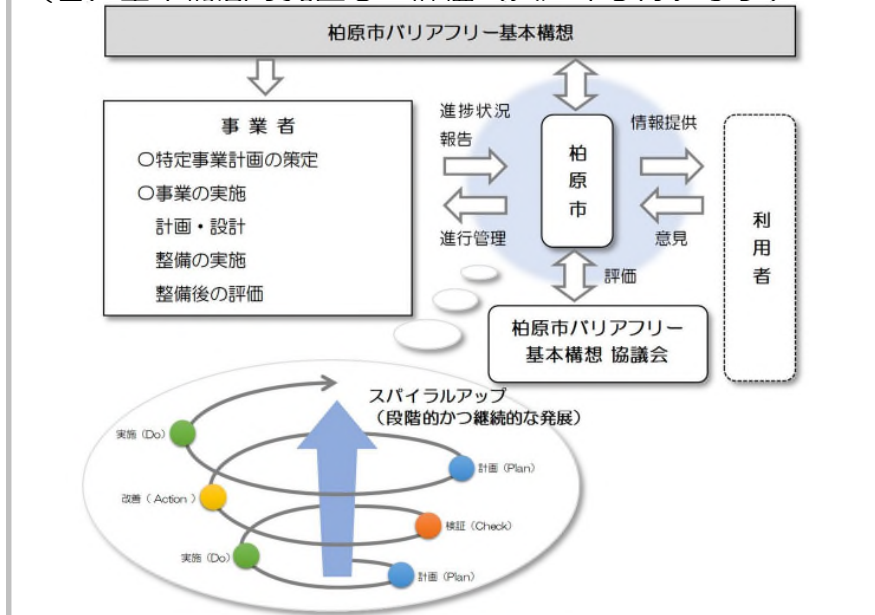 柏原市バリアフリー基本構想
事 業 者
〇特定事業計画の策定
〇事業の実施
計画・設計
整備の実施
整備後の評価
進捗状況
報告
進行管理
柏原市
情報提供
意見
利用者
評価
柏原市バリアフリー
基本構想 協議会
スパイラルアップ
（段階的かつ継続的な発展）
実施（Do）
計画（Plan）
改善（ Action ）
検証（Check）
実施（Do）
計画（Plan）